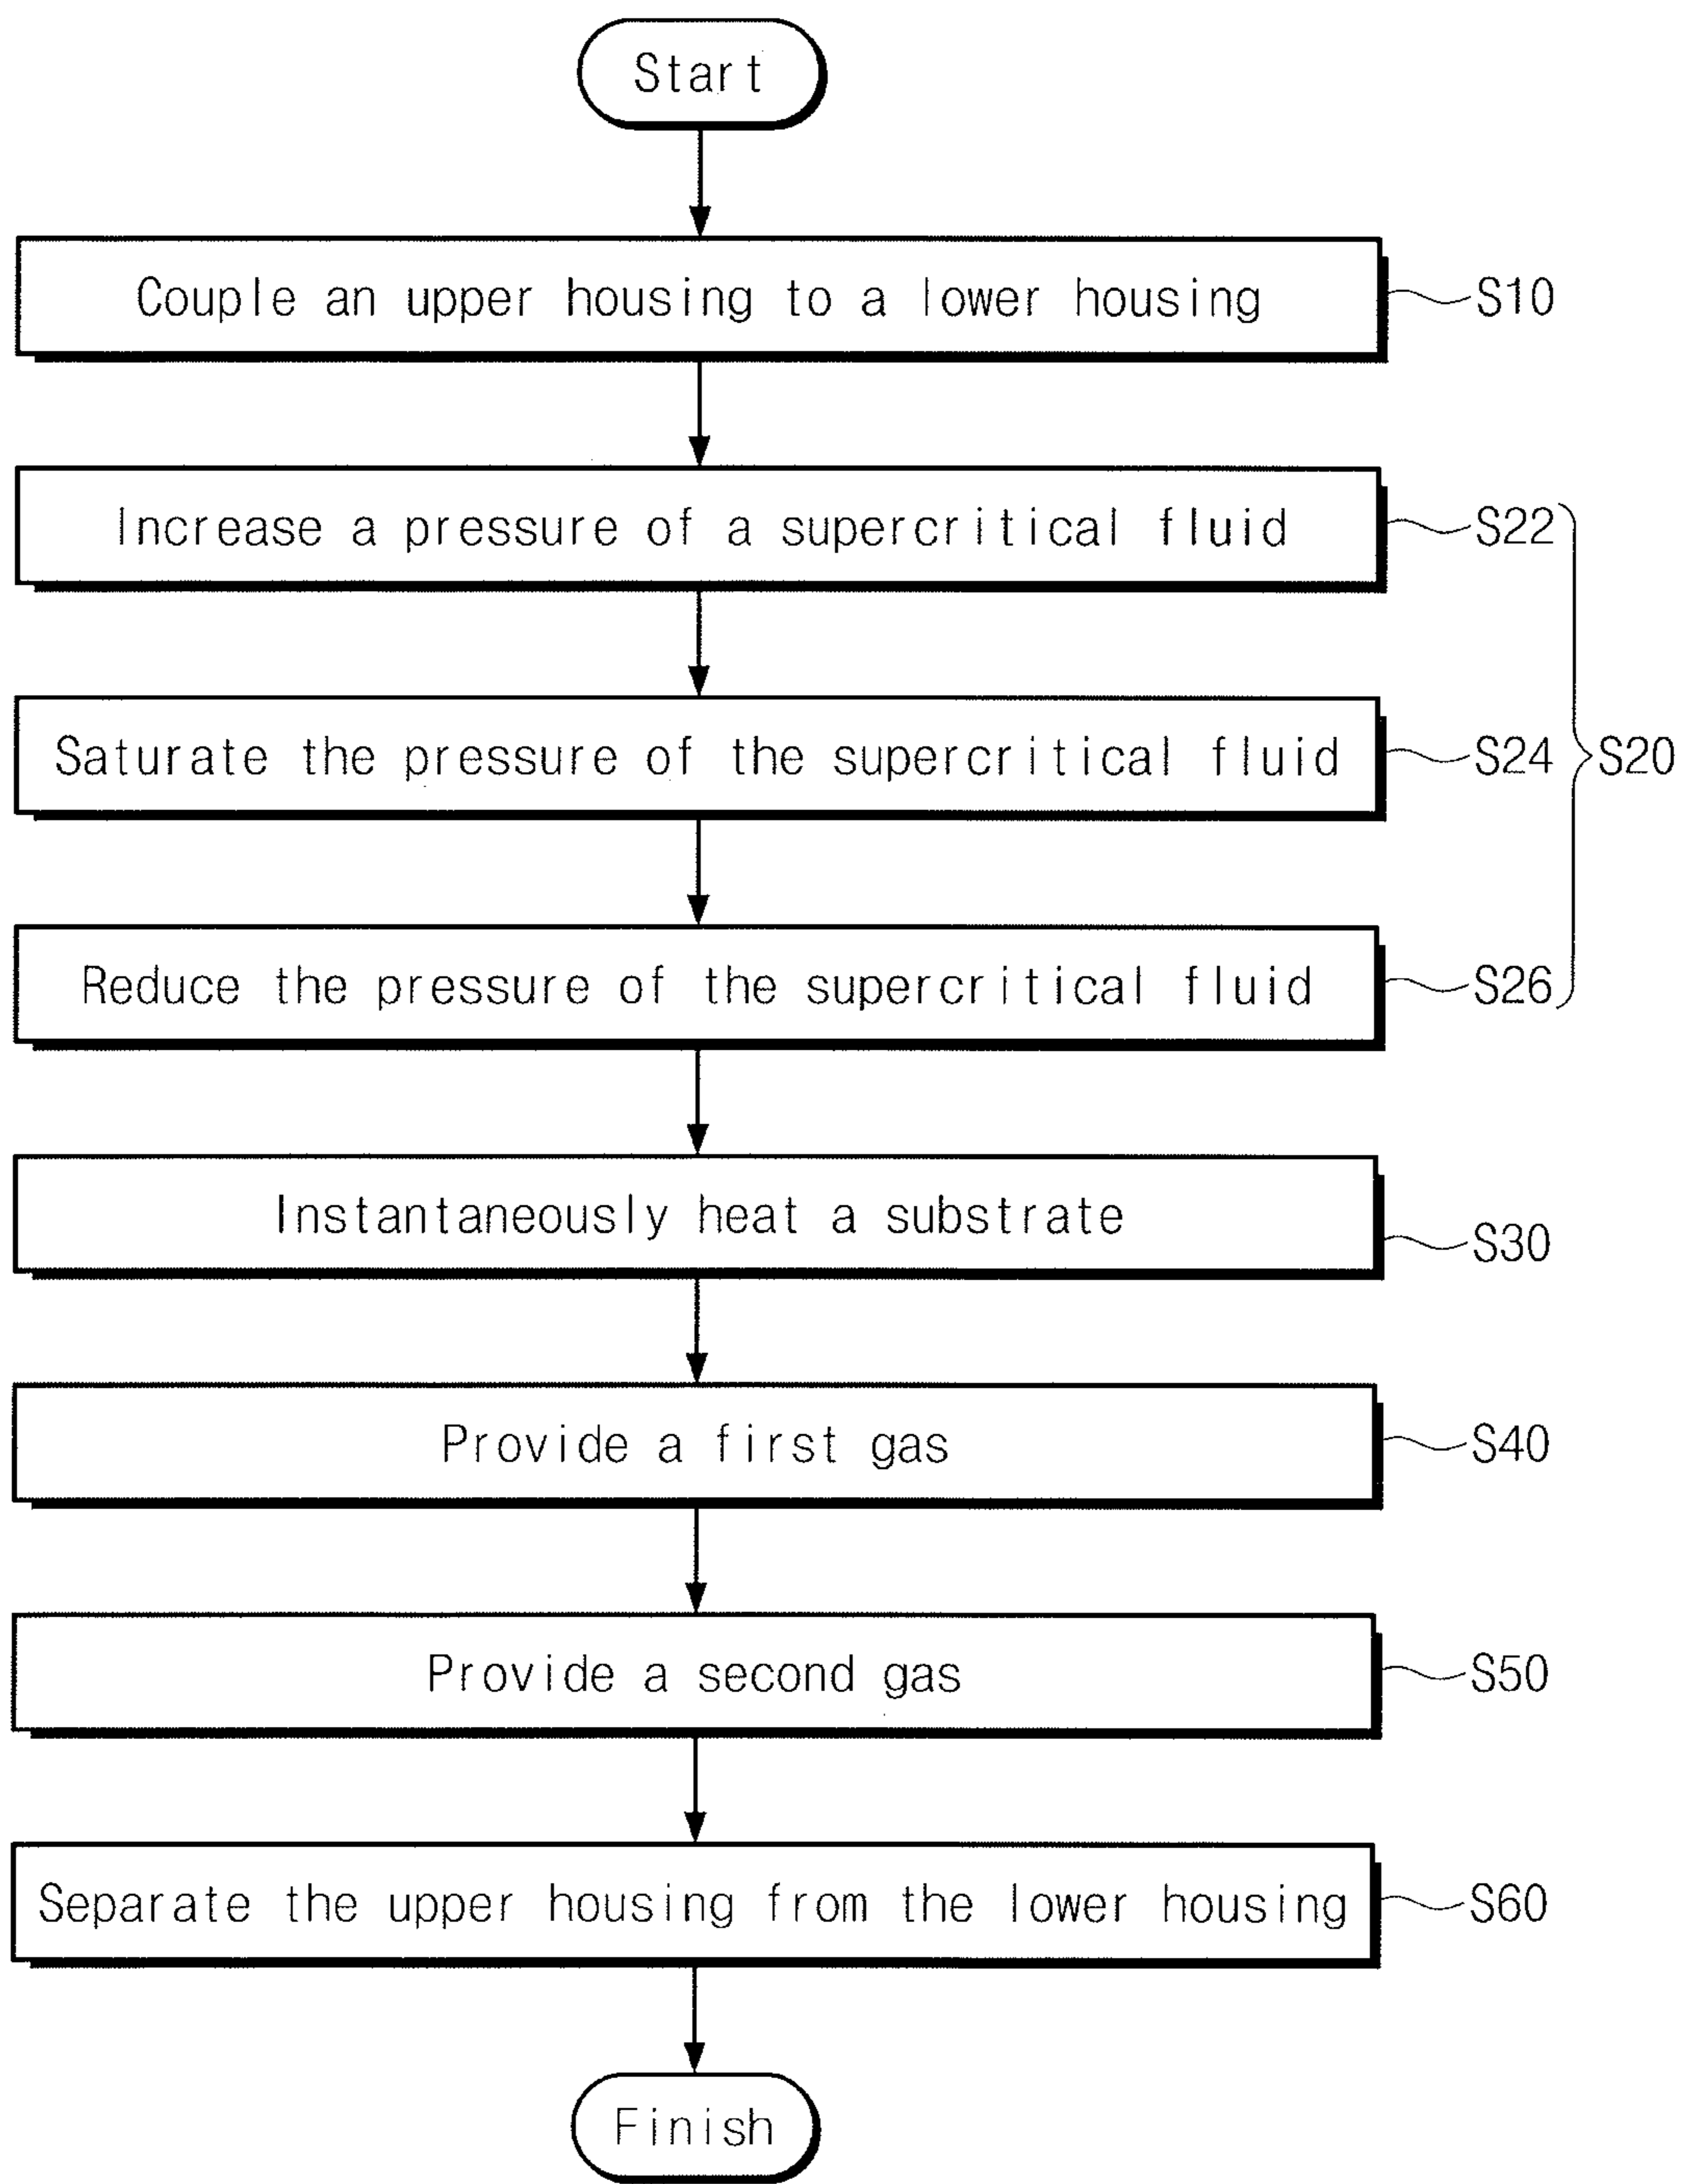 Start
Couple an upper housing to a lower housing S10
Increase a pressure of a supercritical fluid S22
Saturate the pressure of the supercritical fluid S24 S20
Reduce the pressure of the supercritical fluid S26
Instantaneously heat a substrate S30
Provide a first gas S40
Provide a second gas S50
Separate the upper housing from the lower housing S60
Finish